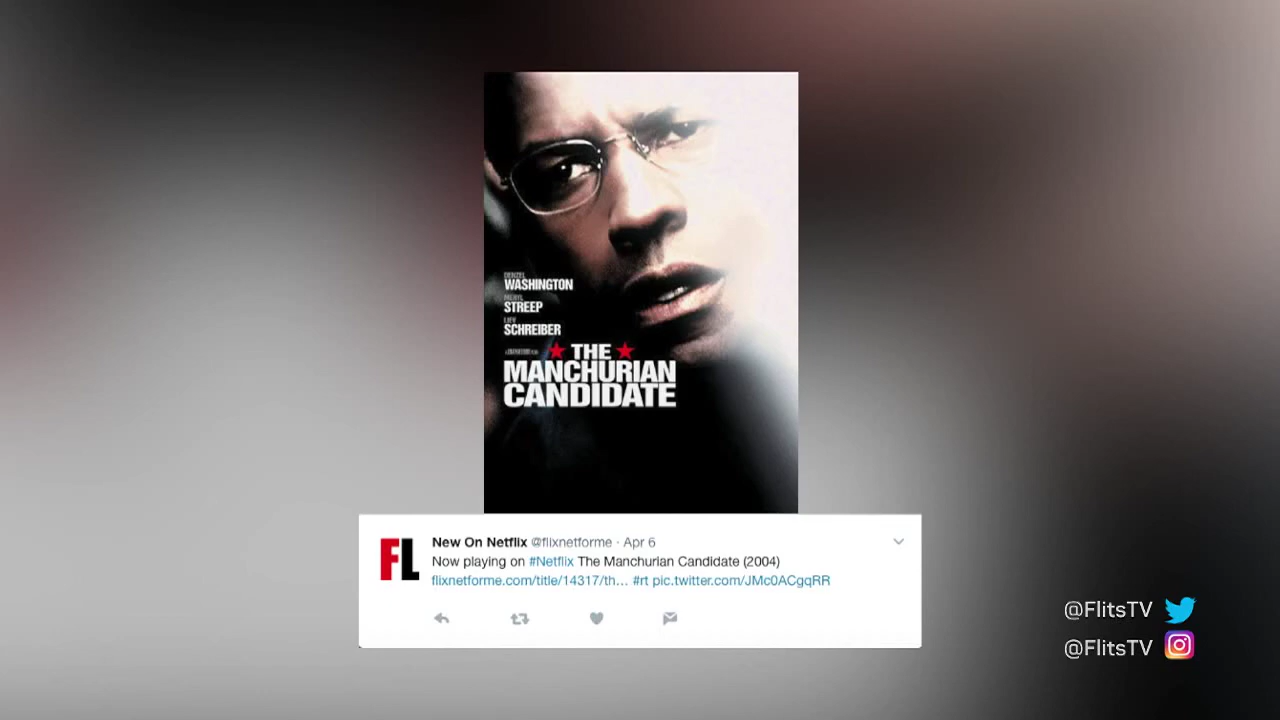 DENZEL
WASHINGTON
MERYL
STREEP
LIEV
SCHREIBER
THE
MANCHURIAN
CANDIDATE
FL
New On Netflix @flixnetforme · Apr 6
Now playing on #Netflix The Manchurian Candidate (2004)
flixnetforme.com/title/14317/th… #rt pic.twitter.com/JMc0ACgqRR
@FlitsTV
@FlitsTV